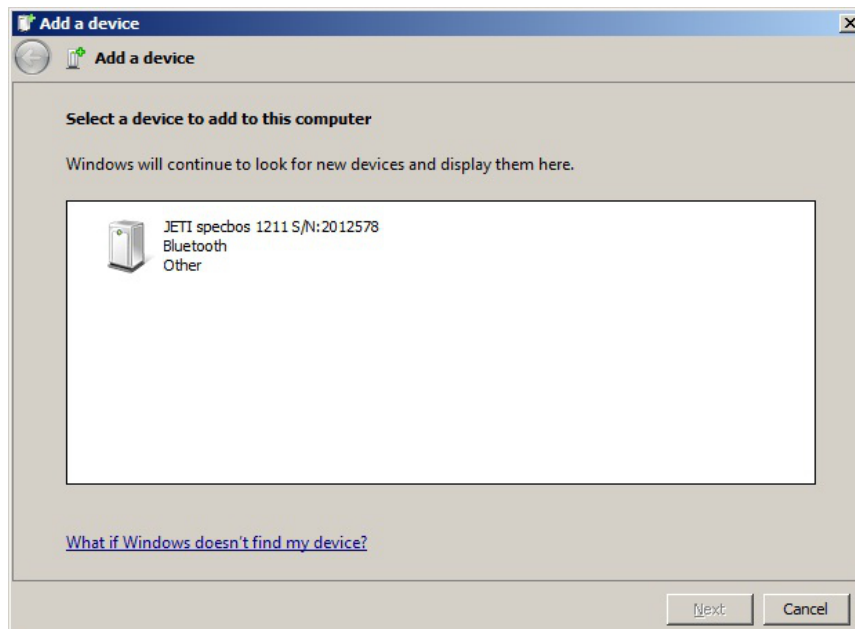 Add a device
Add a device
Select a device to add to this computer
Windows will continue to look for new devices and display them here.
JETI specbos 1211 S/N:2012578
Bluetooth
Other
What if Windows doesn't find my device?
Next
Cancel